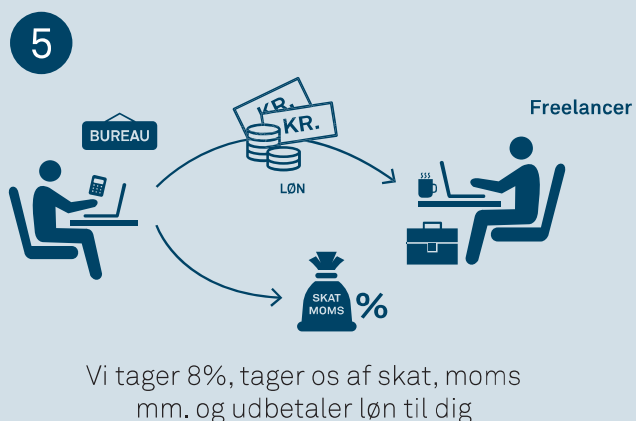 5
KR.
KR.
BUREAU
LØN
Freelancer
SKAT
MOMS
%
Vi tager 8%, tager os af skat, moms
mm. og udbetaler løn til dig